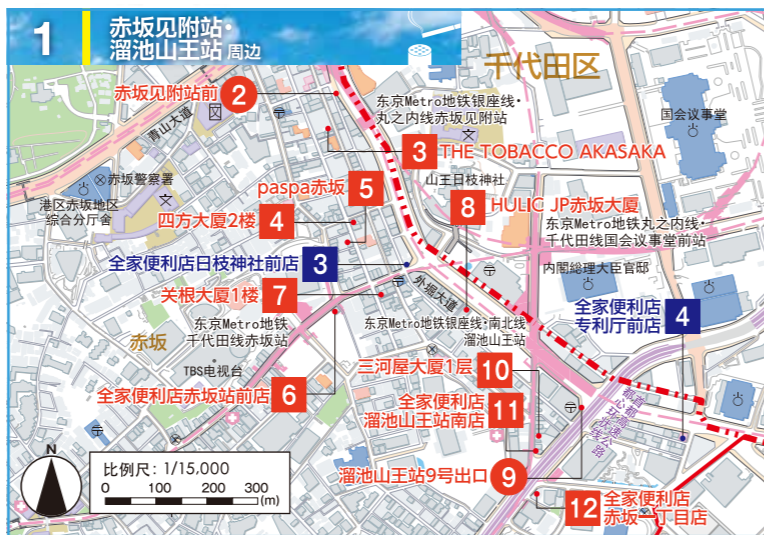 1
赤坂见附站・
溜池山王站 周边
千代田区
赤坂见附站前 2
东京Metro地铁银座线・
丸之内线赤坂见附站
国会议事堂
青山大道
3 THE TOBACCO AKASAKA
赤坂警察署
山王日枝神社
港区赤坂地区
综合分厅舍
paspa赤坂 5
8 HULIC JP赤坂大厦
四方大厦2楼 4
东京Metro地铁丸之内线・
千代田线国会议事堂前站
全家便利店日枝神社前店 3
内閣総理大臣官邸
外堀大道
关根大厦1楼 7
全家便利店
专利厅前店 4
东京Metro地铁
千代田线赤坂站
东京Metro地铁银座线・南北线
溜池山王站
赤坂
TBS电视台
三河屋大厦1层 10
全家便利店赤坂站前店 6
全家便利店
溜池山王站南店 11
首都高速公路
心环状线
N
比例尺：1/15,000
0 100 200 300
(m)
溜池山王站9号出口 9
12 全家便利店
赤坂一丁目店